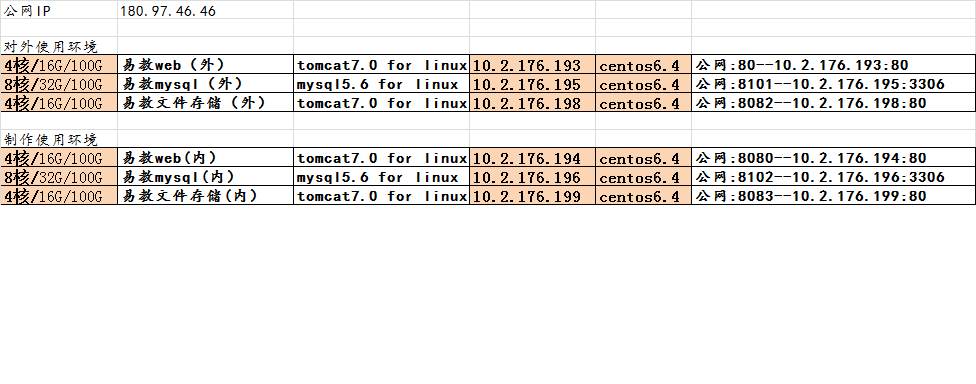 公网IP 180.97.46.46
对外使用环境
4核/16G/100G 易教web（外） tomcat7.0 for linux 10.2.176.193 centos6.4 公网:80--10.2.176.193:80
8核/32G/100G 易教mysql（外） mysql5.6 for linux 10.2.176.195 centos6.4 公网:8101--10.2.176.195:3306
4核/16G/100G 易教文件存储（外） tomcat7.0 for linux 10.2.176.198 centos6.4 公网:8082--10.2.176.198:80
制作使用环境
4核/16G/100G 易教web(内) tomcat7.0 for linux 10.2.176.194 centos6.4 公网:8080--10.2.176.194:80
8核/32G/100G 易教mysql(内) mysql5.6 for linux 10.2.176.196 centos6.4 公网:8102--10.2.176.196:3306
4核/16G/100G 易教文件存储(内) tomcat7.0 for linux 10.2.176.199 centos6.4 公网:8083--10.2.176.199:80